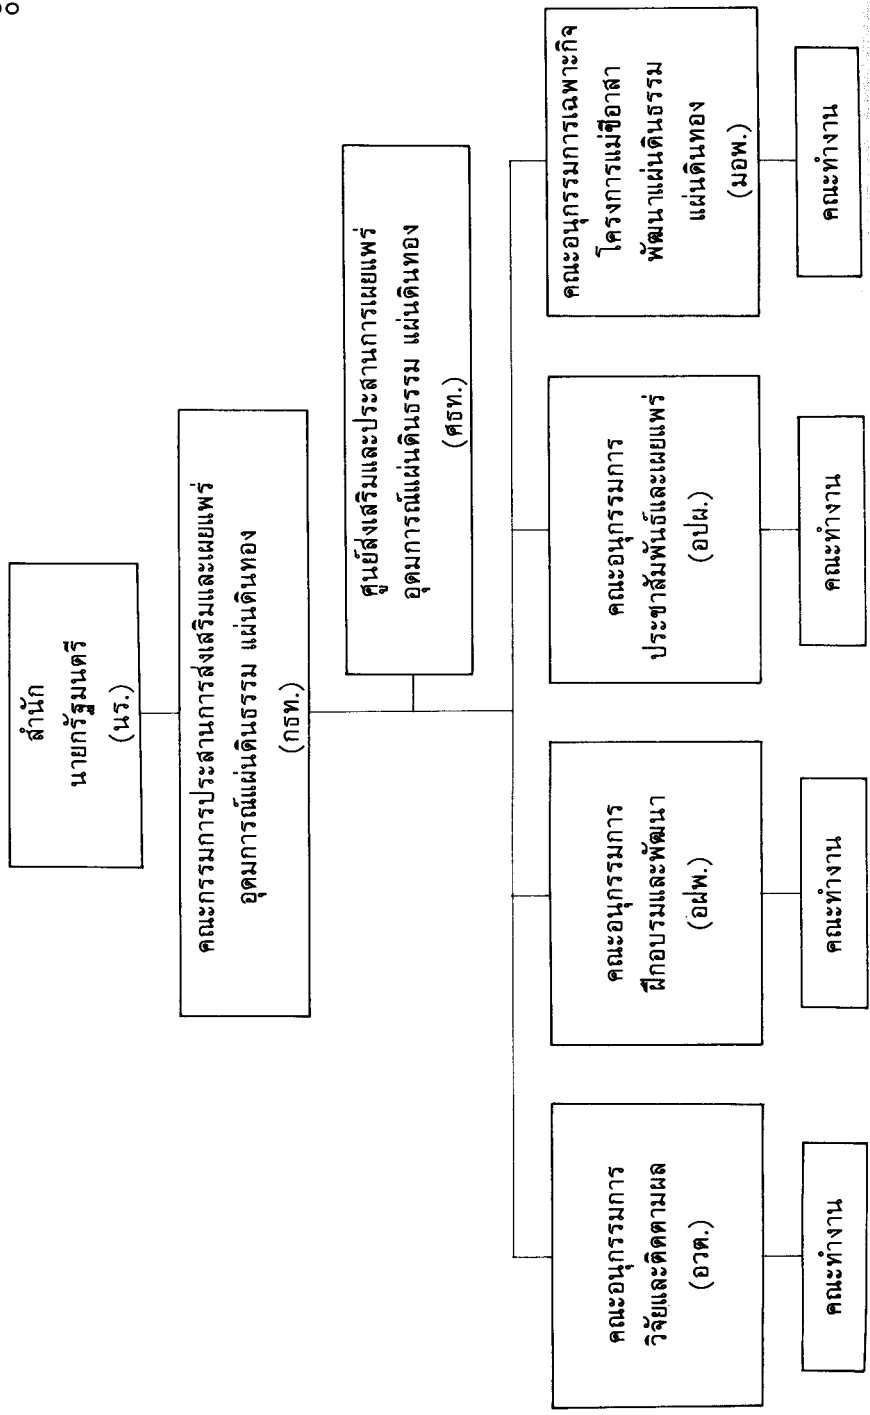 สำนัก
นายกรัฐมนตรี
(นร.)
คณะกรรมการประสานการส่งเสริมและเผยแพร่
อุดมการณ์แผ่นดินธรรม แผ่นดินทอง
(กธท.)
ศูนย์ส่งเสริมและประสานการเผยแพร่
อุดมการณ์แผ่นดินธรรม แผ่นดินทอง
(ศธท.)
คณะอนุกรรมการ
วิจัยและติดตามผล
(อวต.)
คณะอนุกรรมการ
ฝึกอบรมและพัฒนา
(อฝพ.)
คณะอนุกรรมการ
ประชาสัมพันธ์และเผยแพร่
(อปผ.)
คณะอนุกรรมการเฉพาะกิจ
โครงการแม่ชีอาสา
พัฒนาแผ่นดินธรรม
แผ่นดินทอง
(มอพ.)
คณะทำงาน
คณะทำงาน
คณะทำงาน
คณะทำงาน